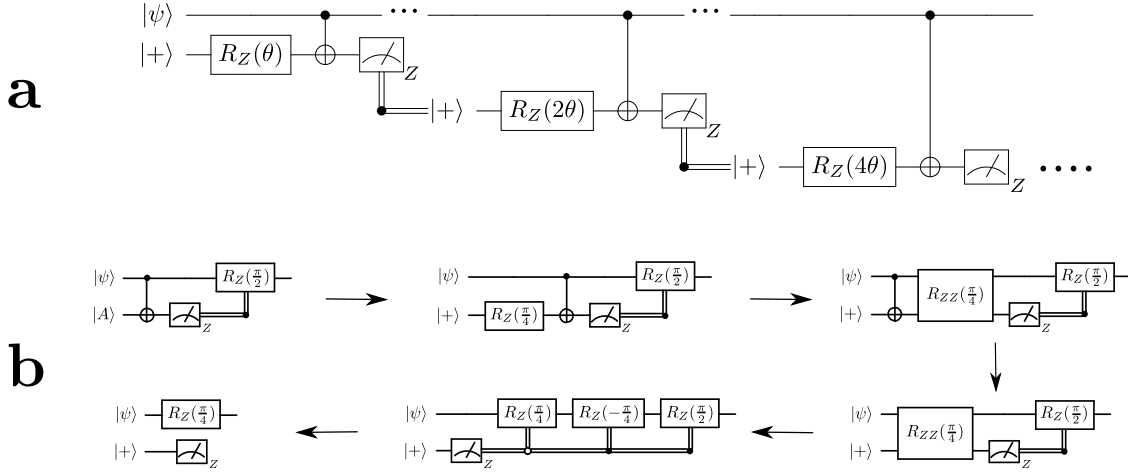 |ψ⟩ ...  ...
|+⟩ R_Z(θ) Z
a
|+⟩ R_Z(2θ) Z
|+⟩ R_Z(4θ) Z ....
|ψ⟩ R_Z(π/2)
|A⟩ Z
|ψ⟩ R_Z(π/2)
|+⟩ R_Z(π/4) Z
|ψ⟩ R_ZZ(π/4) R_Z(π/2)
|+⟩ Z
b
|ψ⟩ R_Z(π/4)
|+⟩ Z
|ψ⟩ R_Z(π/4) R_Z(-π/4) R_Z(π/2)
|+⟩ Z
|ψ⟩ R_ZZ(π/4) R_Z(π/2)
|+⟩ Z